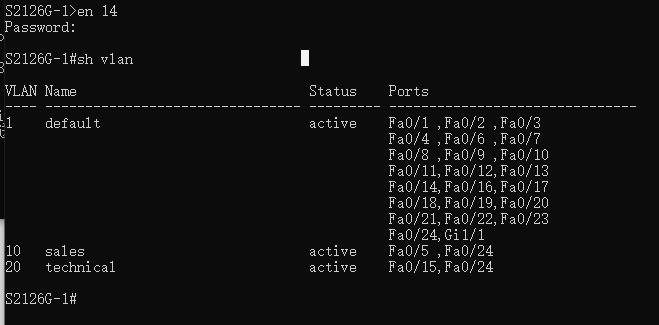 S2126G-1>en 14
Password:
S2126G-1#sh vlan
VLAN Name                             Status    Ports
---- -------------------------------- --------- -------------------------------
1    default                          active    Fa0/1 ,Fa0/2 ,Fa0/3
                                                Fa0/4 ,Fa0/6 ,Fa0/7
                                                Fa0/8 ,Fa0/9 ,Fa0/10
                                                Fa0/11,Fa0/12,Fa0/13
                                                Fa0/14,Fa0/16,Fa0/17
                                                Fa0/18,Fa0/19,Fa0/20
                                                Fa0/21,Fa0/22,Fa0/23
                                                Fa0/24,Gi1/1
10   sales                            active    Fa0/5 ,Fa0/24
20   technical                        active    Fa0/15,Fa0/24
S2126G-1#